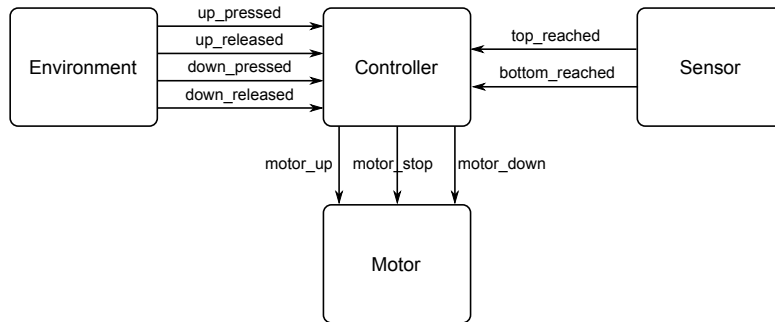 up_pressed
up_released
down_pressed
down_released
Environment
Controller
top_reached
bottom_reached
Sensor
motor_up
motor_stop
motor_down
Motor